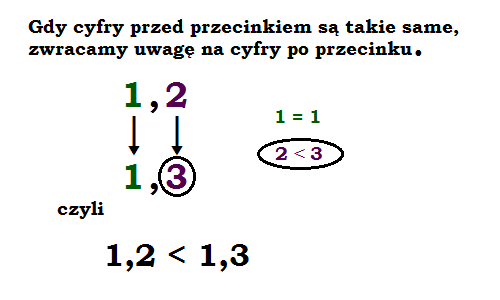 Gdy cyfry przed przecinkiem są takie same,
zwracamy uwagę na cyfry po przecinku.
1,2
1 = 1
2 < 3
1,3
czyli
1,2 < 1,3